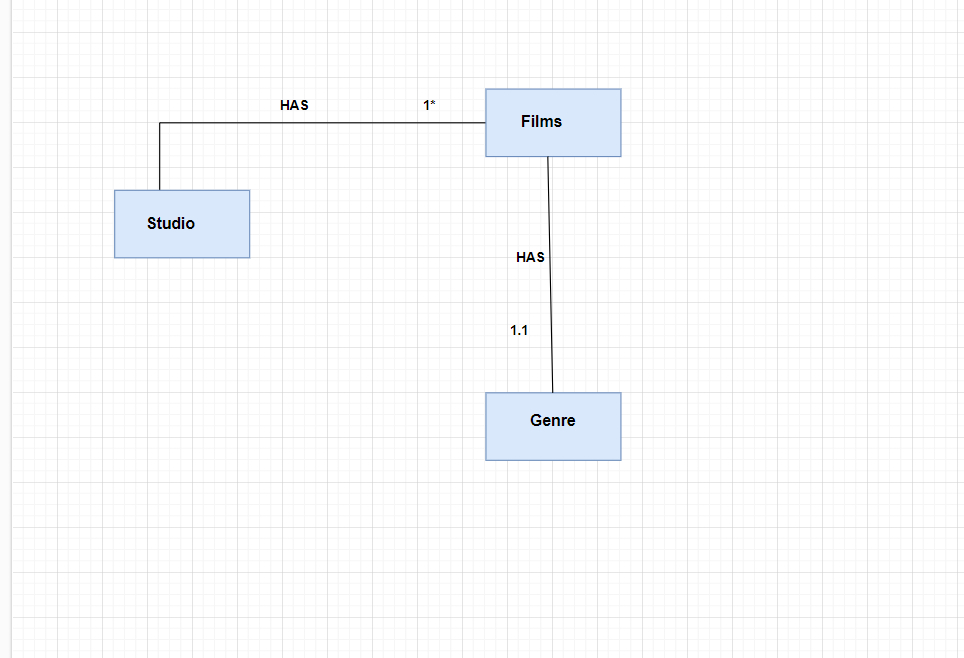 HAS
1*
Films
Studio
HAS
1.1
Genre